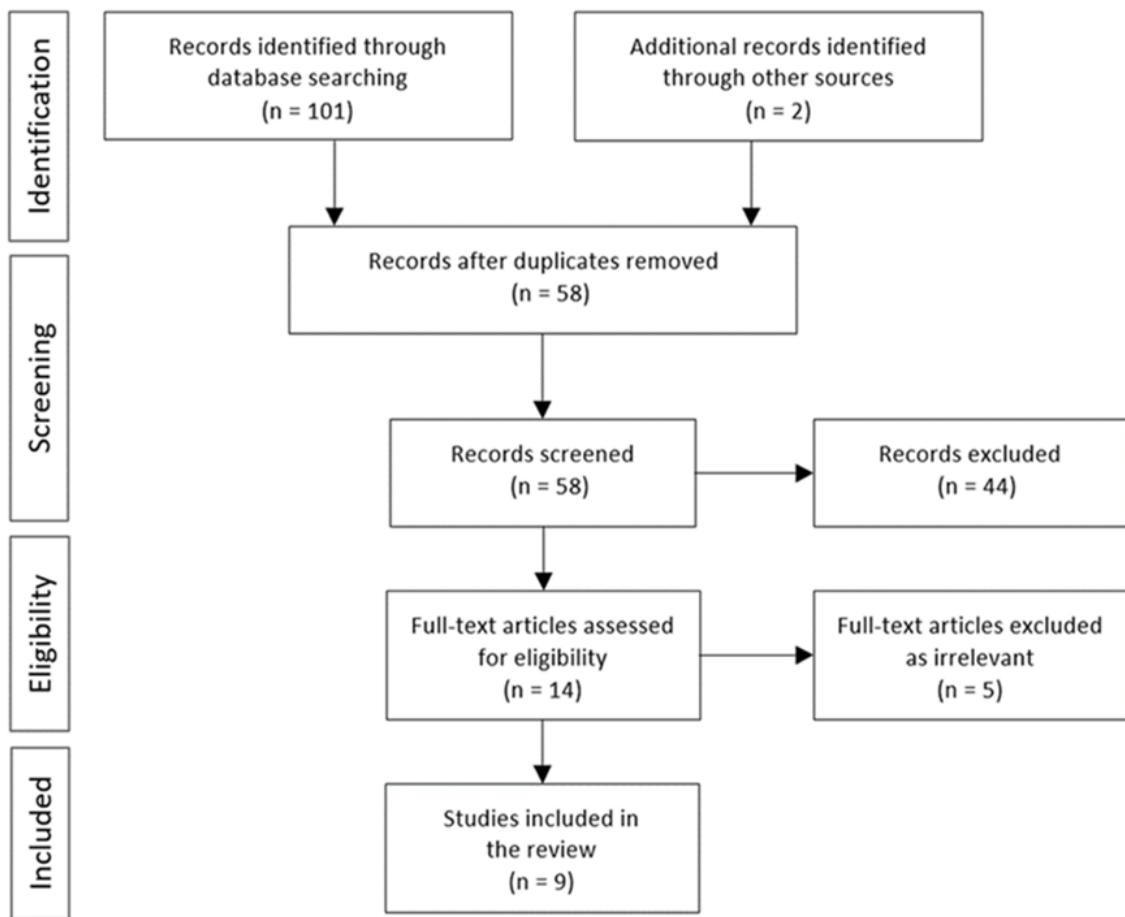 Identification
Records identified through
database searching
(n = 101)
Additional records identified
through other sources
(n = 2)
Records after duplicates removed
(n = 58)
Screening
Records screened
(n = 58)
Records excluded
(n = 44)
Eligibility
Full-text articles assessed
for eligibility
(n = 14)
Full-text articles excluded
as irrelevant
(n = 5)
Included
Studies included in
the review
(n = 9)